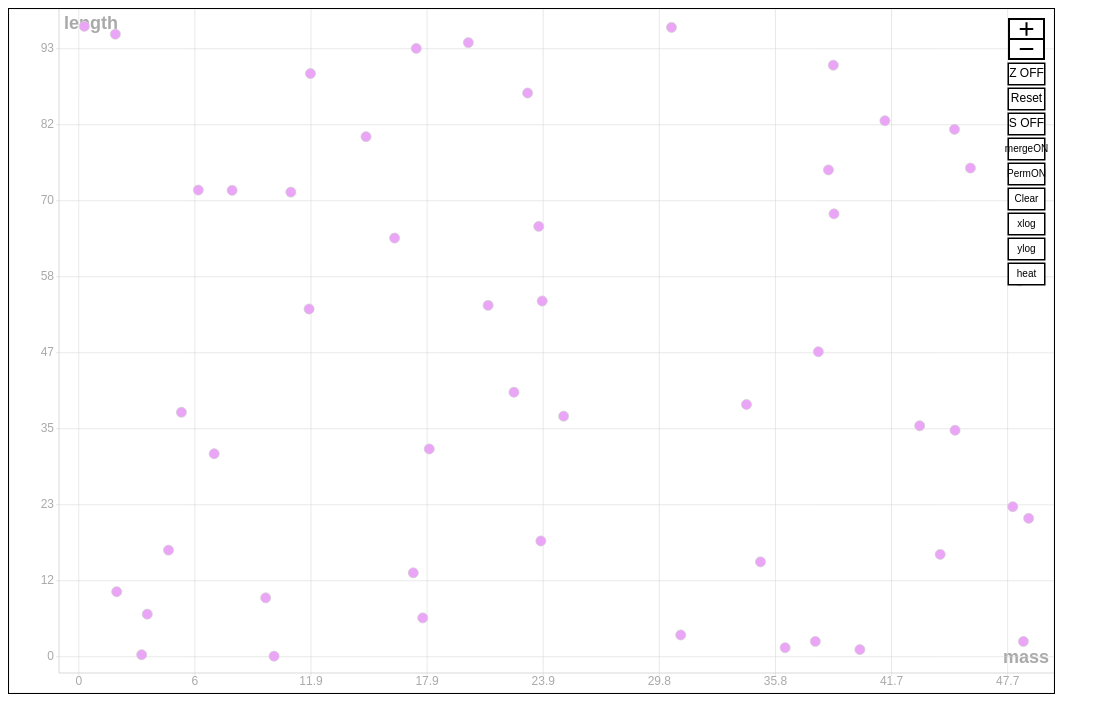 length
93
82
70
58
47
35
23
12
0
0 6 11.9 17.9 23.9 29.8 35.8 41.7 47.7
mass
+
−
Z OFF
Reset
S OFF
mergeON
PermON
Clear
xlog
ylog
heat